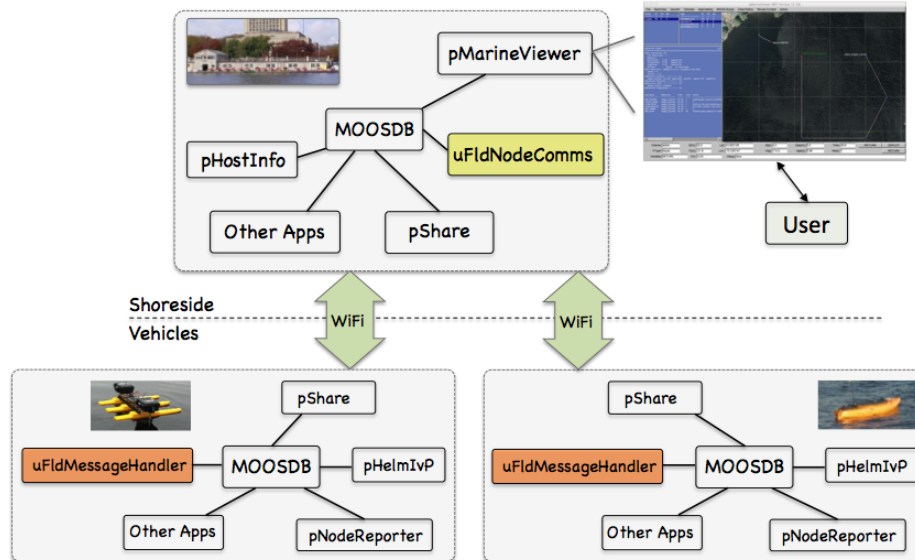 pMarineViewer
MOOSDB
pHostInfo
uFldNodeComms
Other Apps
pShare
User
Shoreside
Vehicles
WiFi
WiFi
pShare
uFldMessageHandler
MOOSDB
pHelmIvP
Other Apps
pNodeReporter
pShare
uFldMessageHandler
MOOSDB
pHelmIvP
Other Apps
pNodeReporter